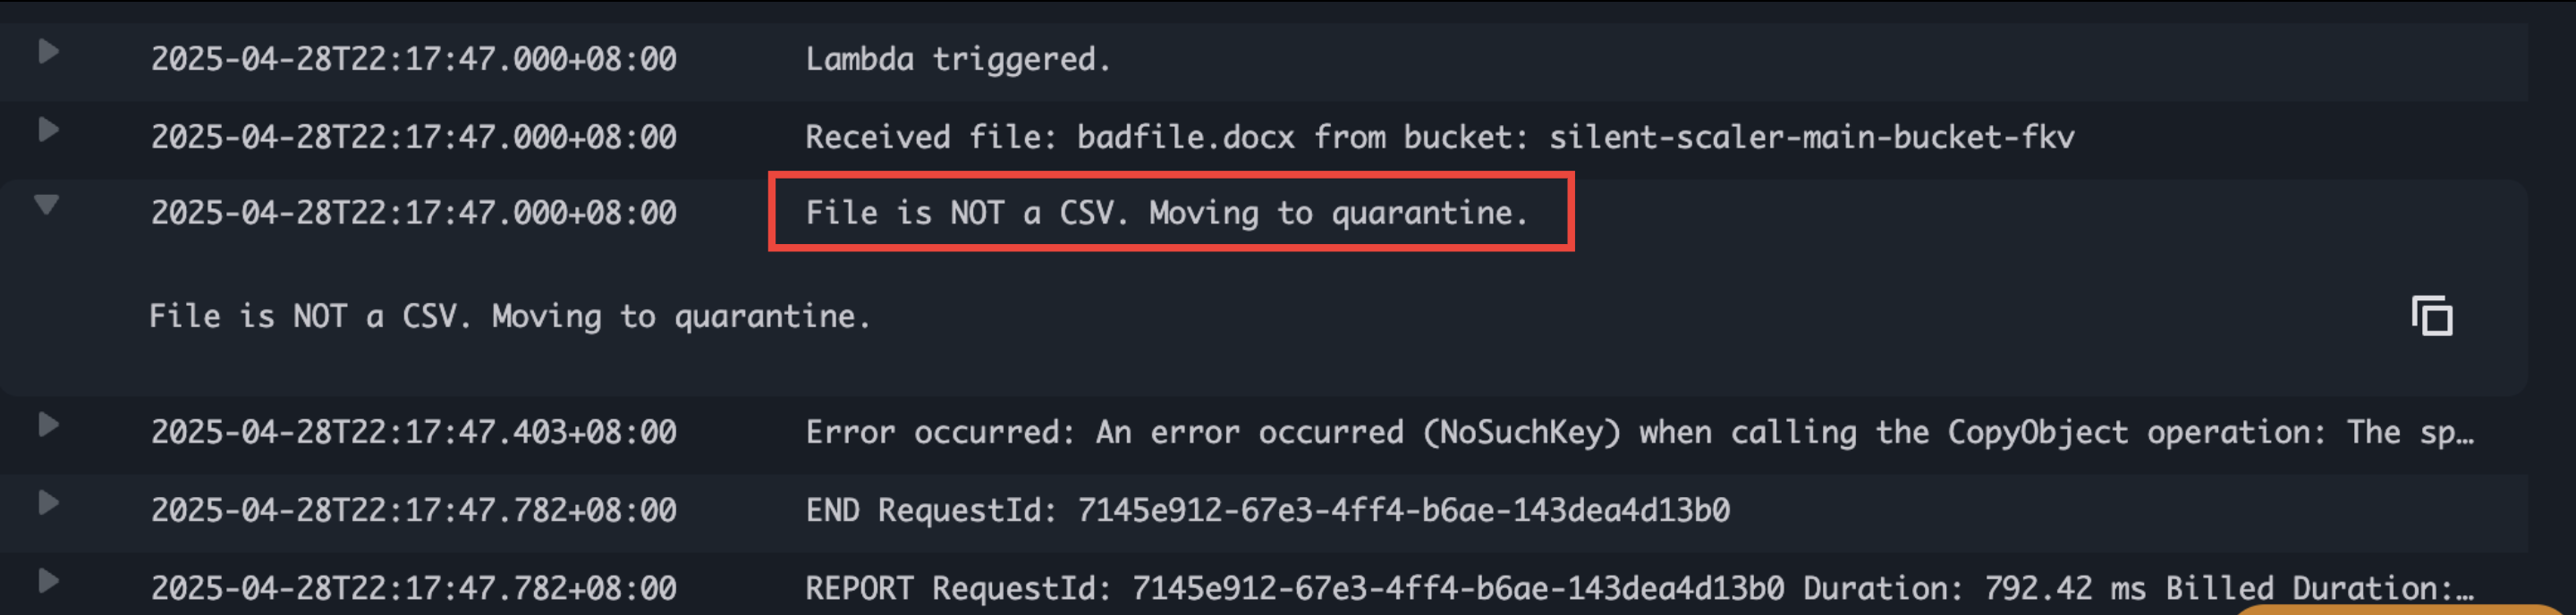 2025-04-28T22:17:47.000+08:00 Lambda triggered.
2025-04-28T22:17:47.000+08:00 Received file: badfile.docx from bucket: silent-scaler-main-bucket-fkv
2025-04-28T22:17:47.000+08:00 File is NOT a CSV. Moving to quarantine.
File is NOT a CSV. Moving to quarantine.
2025-04-28T22:17:47.403+08:00 Error occurred: An error occurred (NoSuchKey) when calling the CopyObject operation: The sp…
2025-04-28T22:17:47.782+08:00 END RequestId: 7145e912-67e3-4ff4-b6ae-143dea4d13b0
2025-04-28T22:17:47.782+08:00 REPORT RequestId: 7145e912-67e3-4ff4-b6ae-143dea4d13b0 Duration: 792.42 ms Billed Duration:…